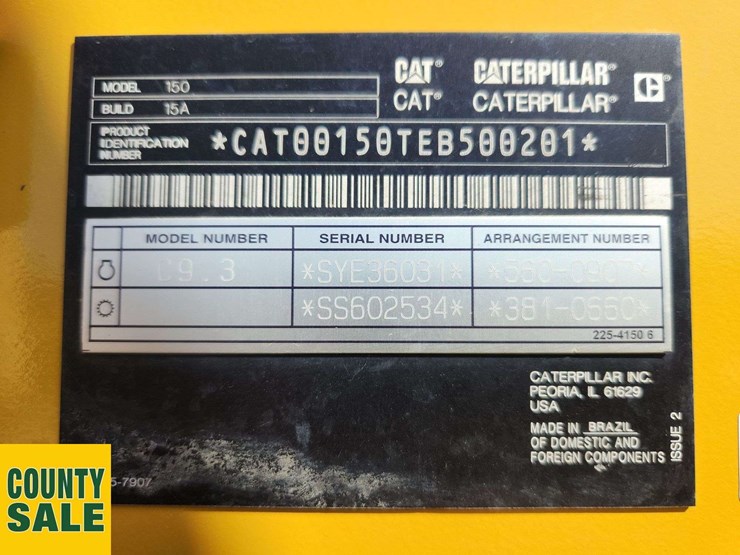 CAT® CATERPILLAR®
CAT® CATERPILLAR®
MODEL 150
BUILD 15A
PRODUCT IDENTIFICATION NUMBER *CAT00150TEB500201*
MODEL NUMBER SERIAL NUMBER ARRANGEMENT NUMBER
C9.3 *SYE36031*
*SS602534* *381-0660*
225-4150 6
CATERPILLAR INC.
PEORIA, IL 61629
USA
MADE IN BRAZIL
OF DOMESTIC AND
FOREIGN COMPONENTS
ISSUE 2
5-7907
COUNTY
SALE